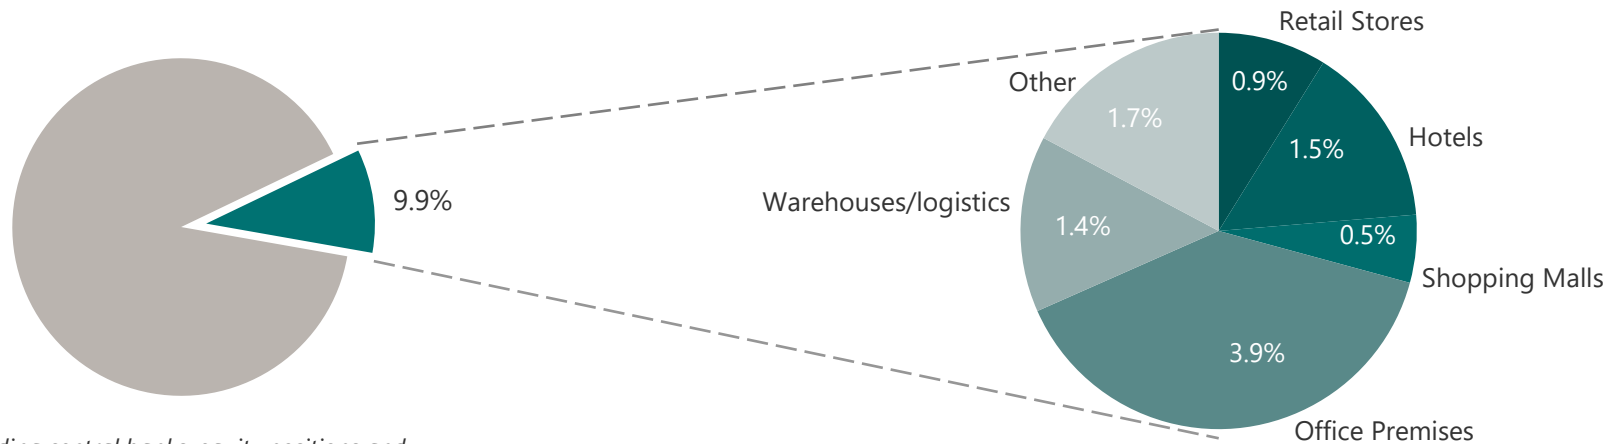 Retail Stores
0.9%
Other
1.7%
1.5%
Hotels
9.9%
Warehouses/logistics
1.4%
0.5%
Shopping Malls
3.9%
Office Premises